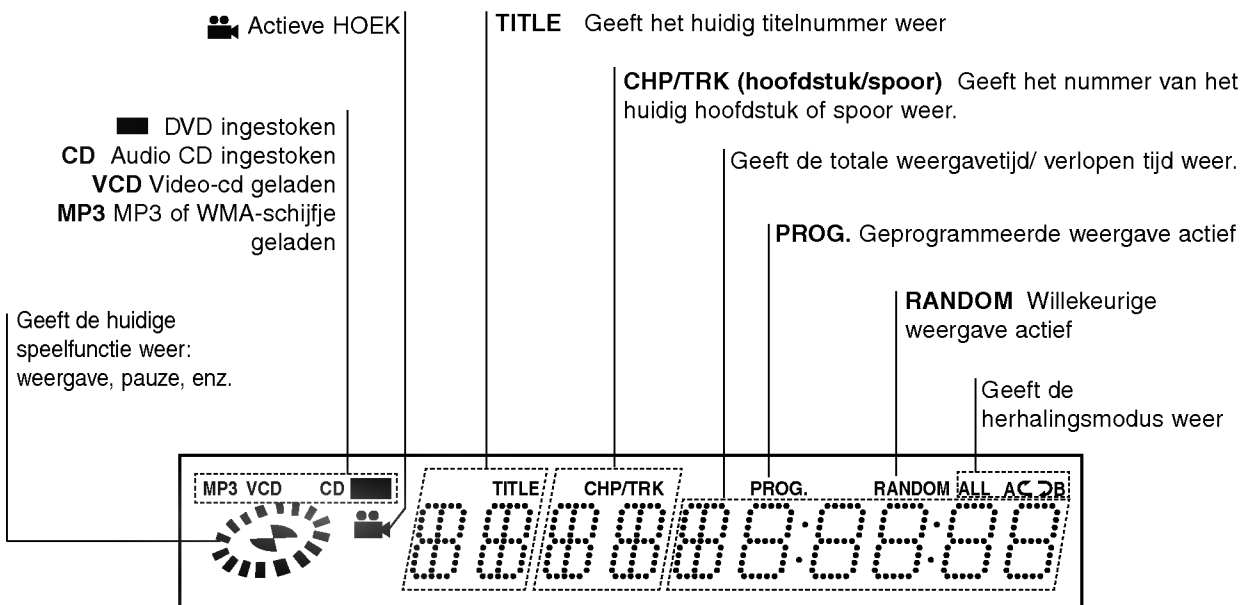 Actieve HOEK
TITLE Geeft het huidig titelnummer weer
CHP/TRK (hoofdstuk/spoor) Geeft het nummer van het
huidig hoofdstuk of spoor weer.
DVD ingestoken
CD Audio CD ingestoken
VCD Video-cd geladen
MP3 MP3 of WMA-schijfje
geladen
Geeft de totale weergavetijd/ verlopen tijd weer.
PROG. Geprogrammeerde weergave actief
RANDOM Willekeurige
weergave actief
Geeft de huidige
speelfunctie weer:
weergave, pauze, enz.
Geeft de
herhalingsmodus weer
MP3 VCD CD TITLE CHP/TRK PROG. RANDOM ALL A B